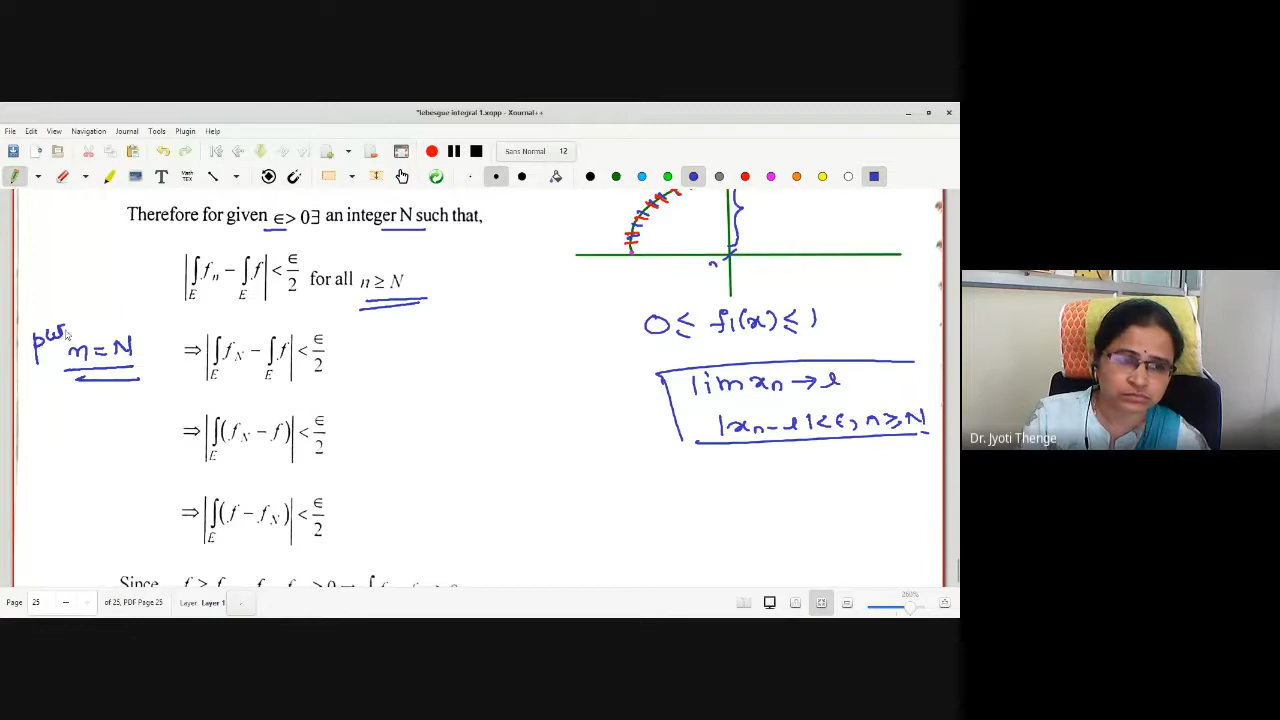 *lebesgue integral 1.xopp - Xournal++
File Edit View Navigation Journal Tools Plugin Help
Sans Normal 12
Therefore for given ∈> 0∃ an integer N such that,
|∫_E f_n − ∫_E f| < ∈/2 for all n ≥ N
put n = N
⇒ |∫_E f_N − ∫_E f| < ∈/2
⇒ |∫_E (f_N − f)| < ∈/2
⇒ |∫_E (f − f_N)| < ∈/2
Since
n
0 ≤ f1(x) ≤ 1
lim xn → l
|xn − l| < ε, n ≥ N
Page 25 of 25, PDF Page 25 Layer Layer 1
260%
Dr. Jyoti Thenge